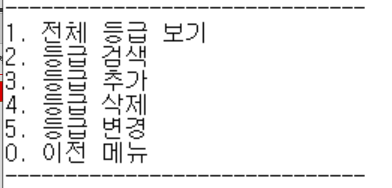 ------------------------------
1. 전체 등급 보기
2. 등급 검색
3. 등급 추가
4. 등급 삭제
5. 등급 변경
0. 이전 메뉴
------------------------------